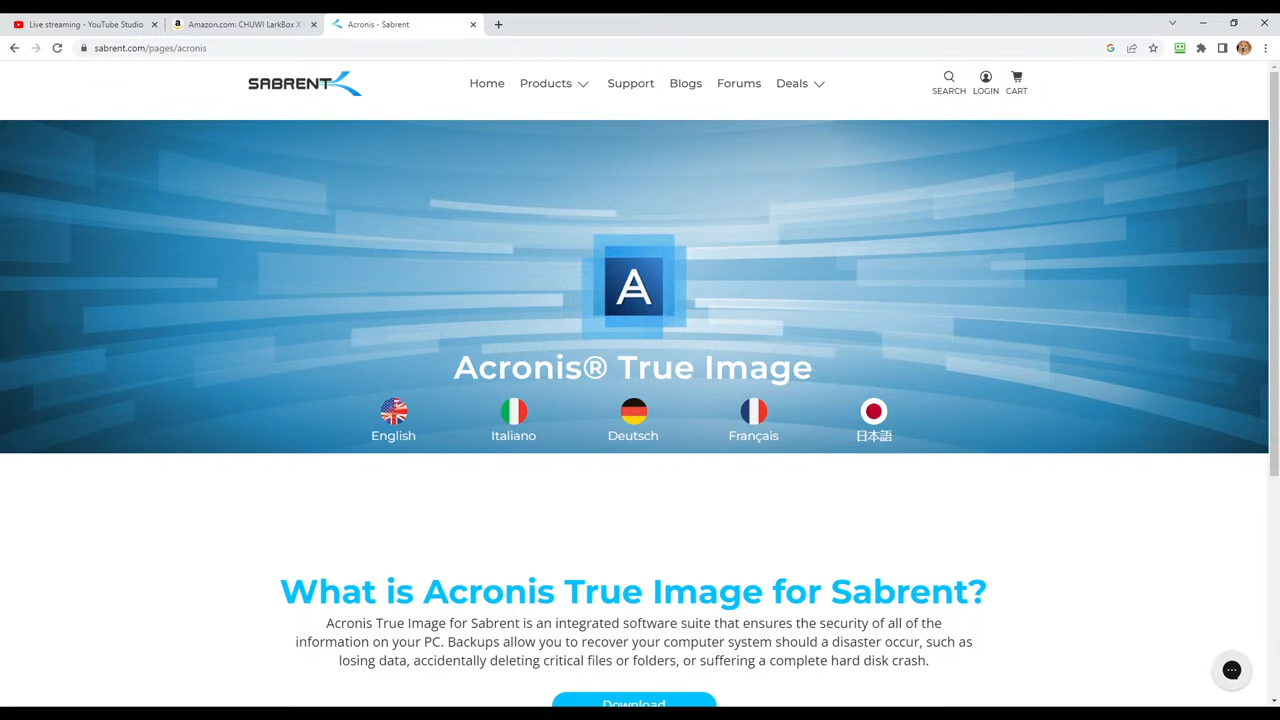 Live streaming - YouTube Studio
Amazon.com: CHUWI LarkBox X
Acronis - Sabrent
sabrent.com/pages/acronis
SABRENT
Home Products Support Blogs Forums Deals
SEARCH LOGIN CART
A
Acronis® True Image
English Italiano Deutsch Français 日本語
What is Acronis True Image for Sabrent?
Acronis True Image for Sabrent is an integrated software suite that ensures the security of all of the
information on your PC. Backups allow you to recover your computer system should a disaster occur, such as
losing data, accidentally deleting critical files or folders, or suffering a complete hard disk crash.
Download